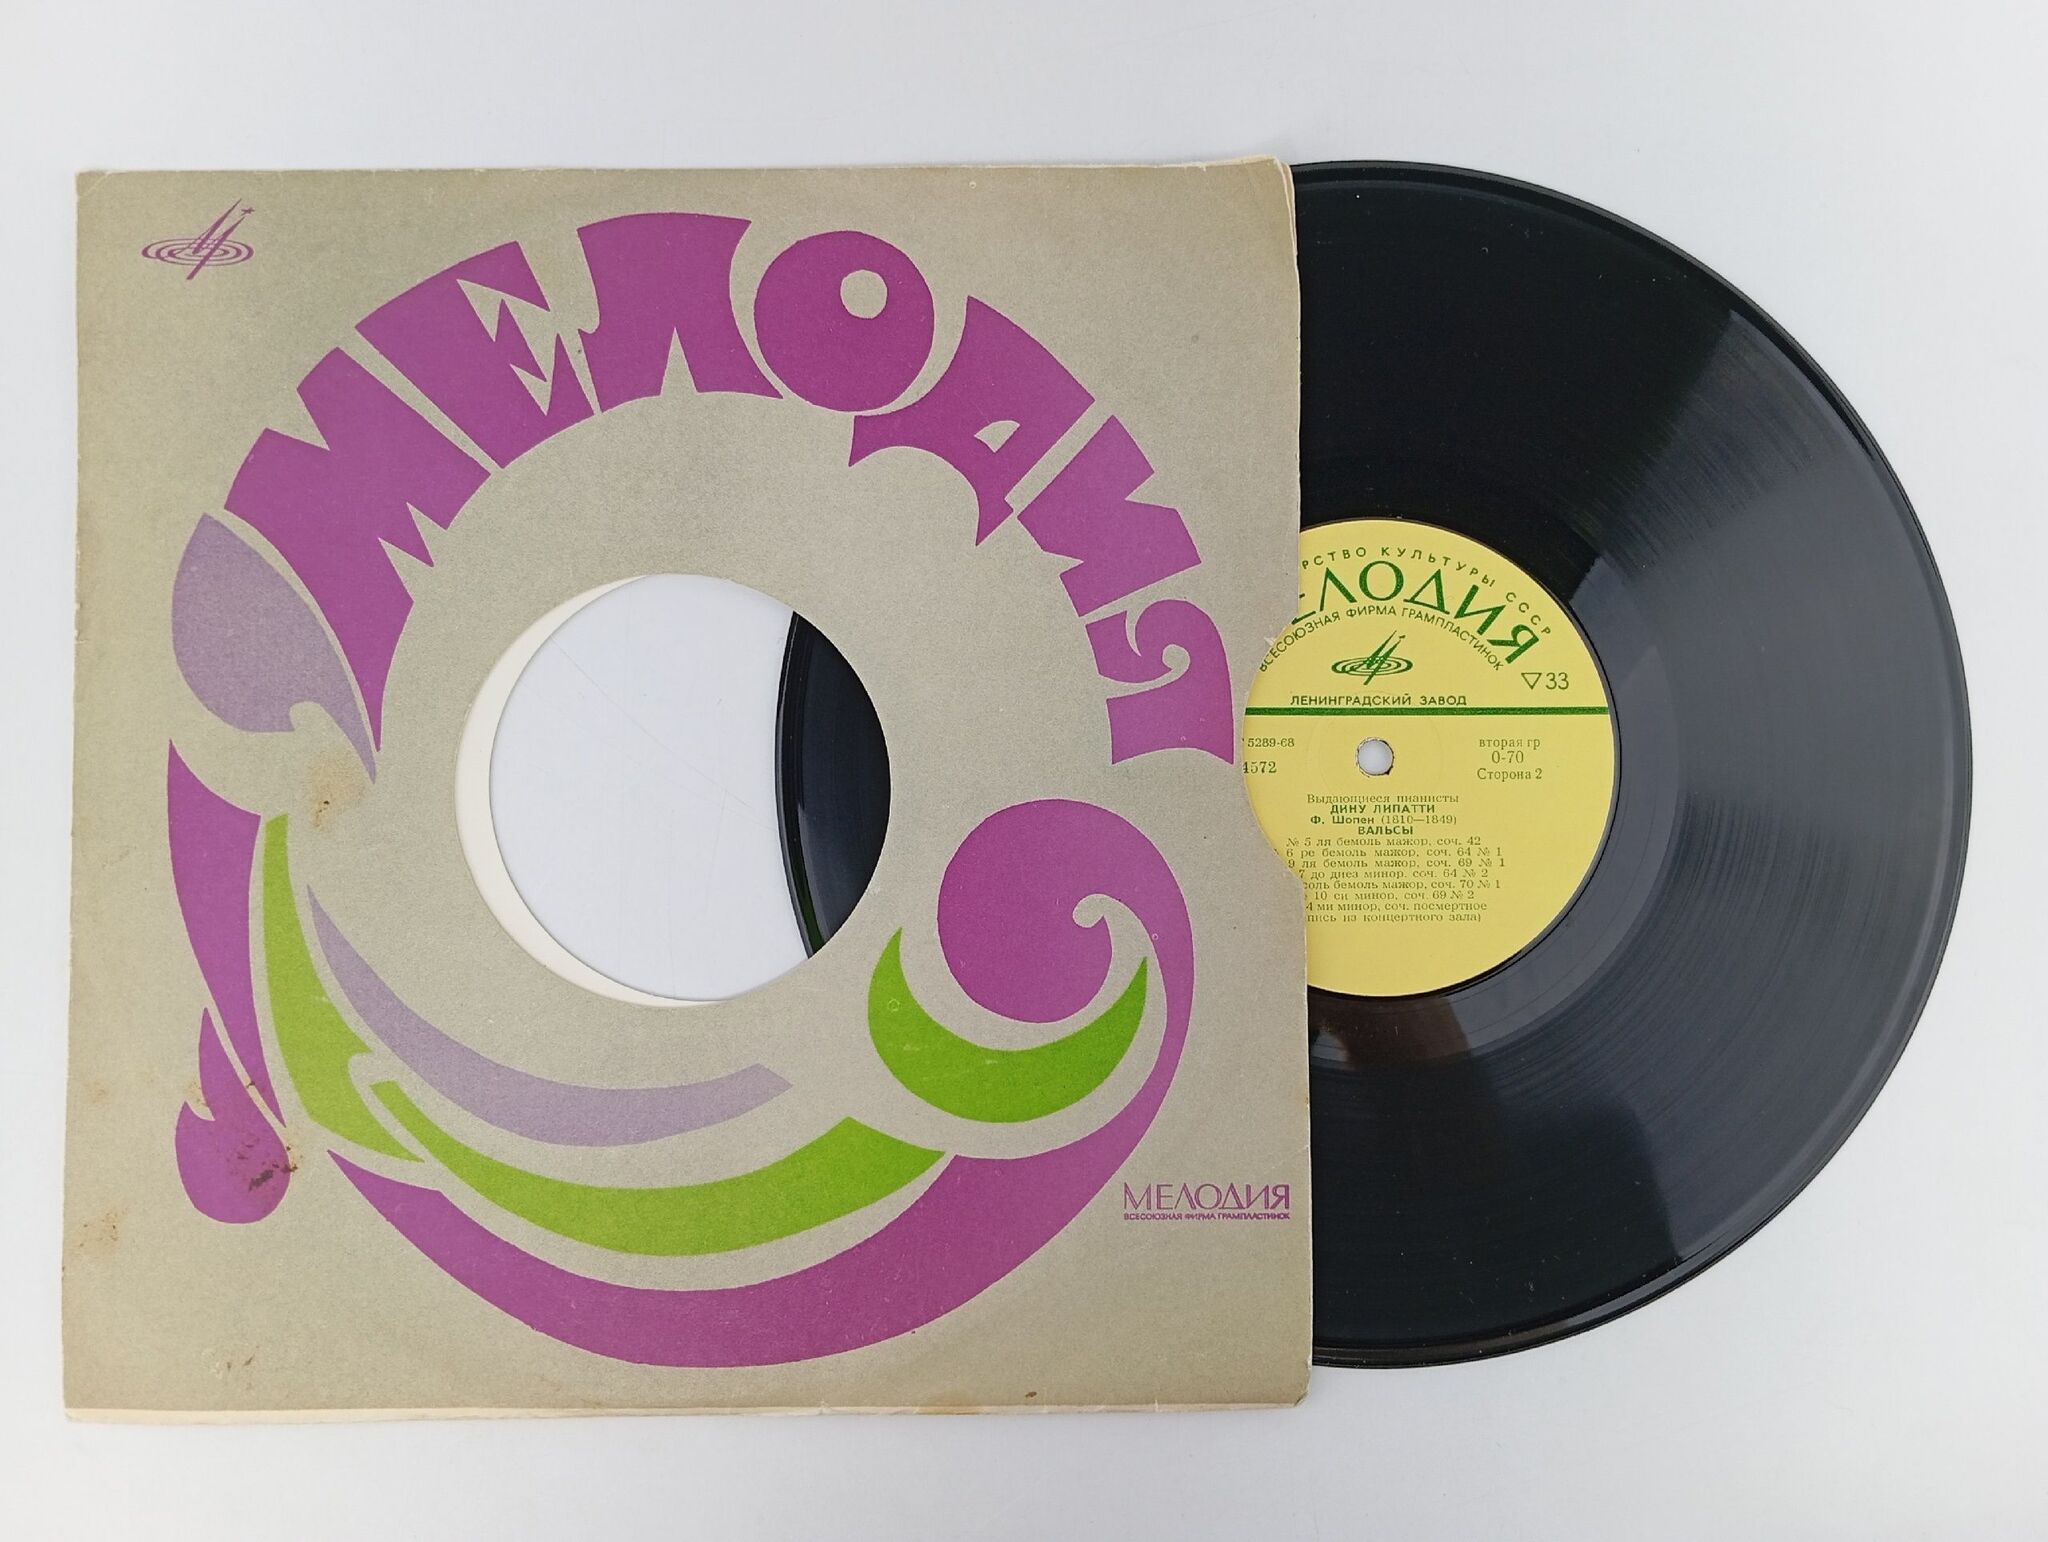 МЕЛОДИЯ
МЕЛОДИЯ
ВСЕСОЮЗНАЯ ФИРМА ГРАМПЛАСТИНОК
РСТВО КУЛЬТУРЫ СССР
ЕЛОДИЯ
ВСЕСОЮЗНАЯ ФИРМА ГРАМПЛАСТИНОК
33
ЛЕНИНГРАДСКИЙ ЗАВОД
5289-68
вторая гр
4572
0-70
Сторона 2
Выдающиеся пианисты
ДИНУ ЛИПАТТИ
Ф. Шопен (1810—1849)
ВАЛЬСЫ
№ 5 ля бемоль мажор, соч. 42
6 ре бемоль мажор, соч. 64 № 1
9 ля бемоль мажор, соч. 69 № 1
7 до диез минор, соч. 64 № 2
соль бемоль мажор, соч. 70 № 1
10 си минор, соч. 69 № 2
4 ми минор, соч. посмертное
пись из концертного зала)